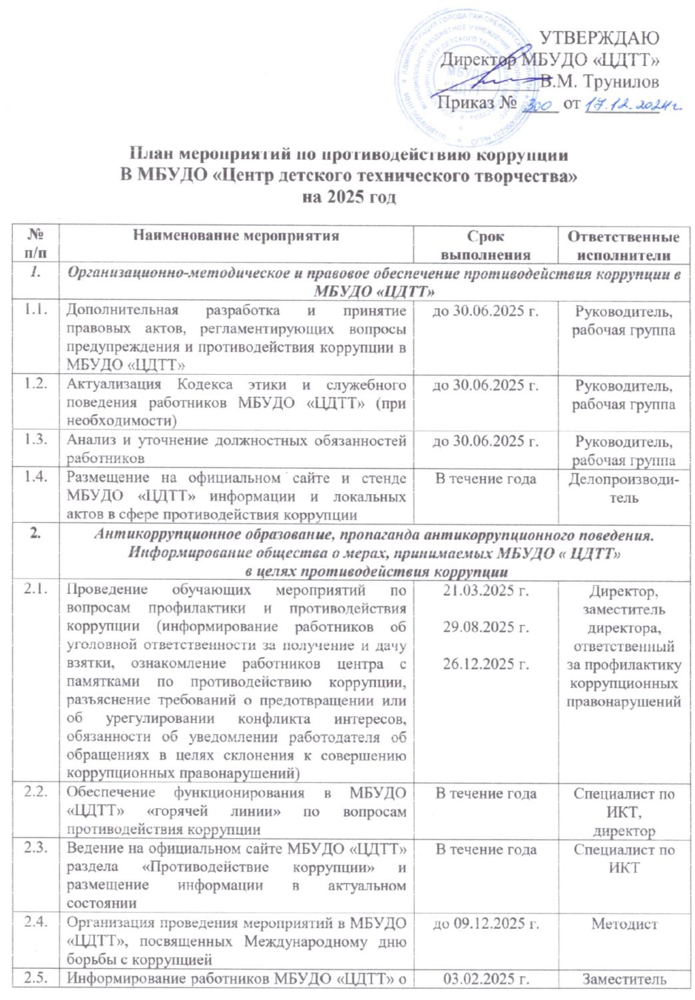 УТВЕРЖДАЮ
Директор МБУДО «ЦДТТ»
В.М. Трунилов
Приказ № 300 от 17.12.2024г
МБУДО
«ЦДТТ»
План мероприятий по противодействию коррупции
В МБУДО «Центр детского технического творчества»
на 2025 год
№ п/п Наименование мероприятия Срок выполнения Ответственные исполнители
1. Организационно-методическое и правовое обеспечение противодействия коррупции в
МБУДО «ЦДТТ»
1.1. Дополнительная разработка и принятие
правовых актов, регламентирующих вопросы
предупреждения и противодействия коррупции в
МБУДО «ЦДТТ»
до 30.06.2025 г.
Руководитель,
рабочая группа
1.2. Актуализация Кодекса этики и служебного
поведения работников МБУДО «ЦДТТ» (при
необходимости)
до 30.06.2025 г.
Руководитель,
рабочая группа
1.3. Анализ и уточнение должностных обязанностей
работников
до 30.06.2025 г.
Руководитель,
рабочая группа
1.4. Размещение на официальном сайте и стенде
МБУДО «ЦДТТ» информации и локальных
актов в сфере противодействия коррупции
В течение года
Делопроизводи-
тель
2. Антикоррупционное образование, пропаганда антикоррупционного поведения.
Информирование общества о мерах, принимаемых МБУДО « ЦДТТ»
в целях противодействия коррупции
2.1. Проведение обучающих мероприятий по
вопросам профилактики и противодействия
коррупции (информирование работников об
уголовной ответственности за получение и дачу
взятки, ознакомление работников центра с
памятками по противодействию коррупции,
разъяснение требований о предотвращении или
об урегулировании конфликта интересов,
обязанности об уведомлении работодателя об
обращениях в целях склонения к совершению
коррупционных правонарушений)
21.03.2025 г.
29.08.2025 г.
26.12.2025 г.
Директор,
заместитель
директора,
ответственный
за профилактику
коррупционных
правонарушений
2.2. Обеспечение функционирования в МБУДО
«ЦДТТ» «горячей линии» по вопросам
противодействия коррупции
В течение года
Специалист по
ИКТ,
директор
2.3. Ведение на официальном сайте МБУДО «ЦДТТ»
раздела «Противодействие коррупции» и
размещение информации в актуальном
состоянии
В течение года
Специалист по
ИКТ
2.4. Организация проведения мероприятий в МБУДО
«ЦДТТ», посвященных Международному дню
борьбы с коррупцией
до 09.12.2025 г.
Методист
2.5. Информирование работников МБУДО «ЦДТТ» о
03.02.2025 г.
Заместитель